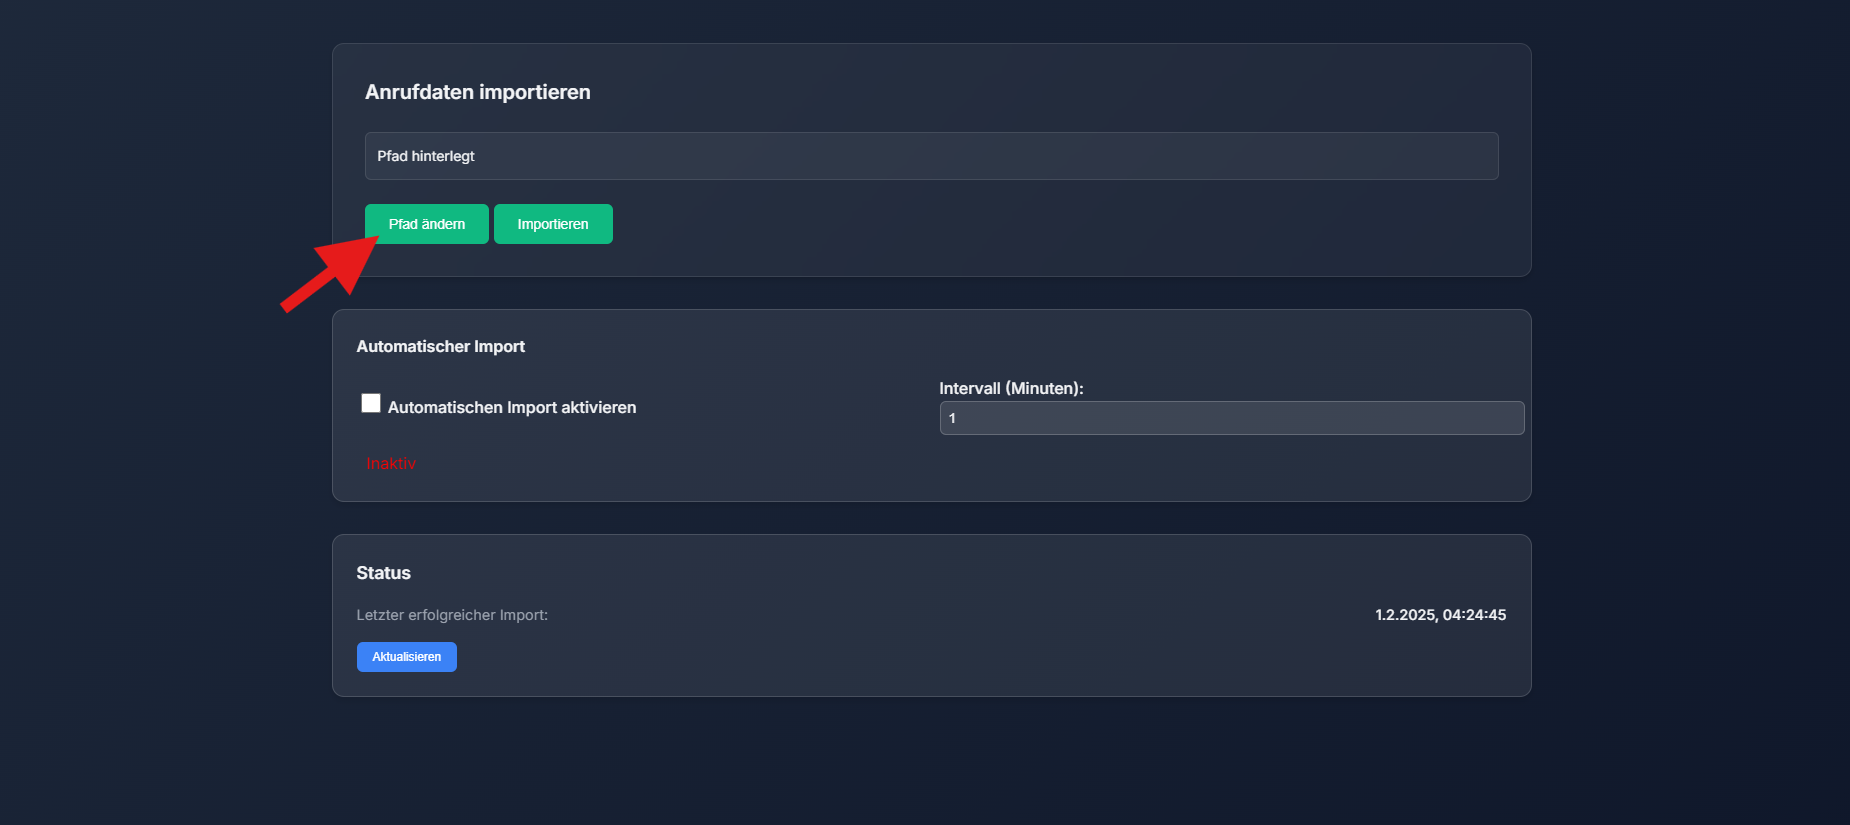 Anrufdaten importieren
Pfad hinterlegt
Pfad ändern Importieren
Automatischer Import
Automatischen Import aktivieren
Intervall (Minuten):
1
Inaktiv
Status
Letzter erfolgreicher Import: 1.2.2025, 04:24:45
Aktualisieren